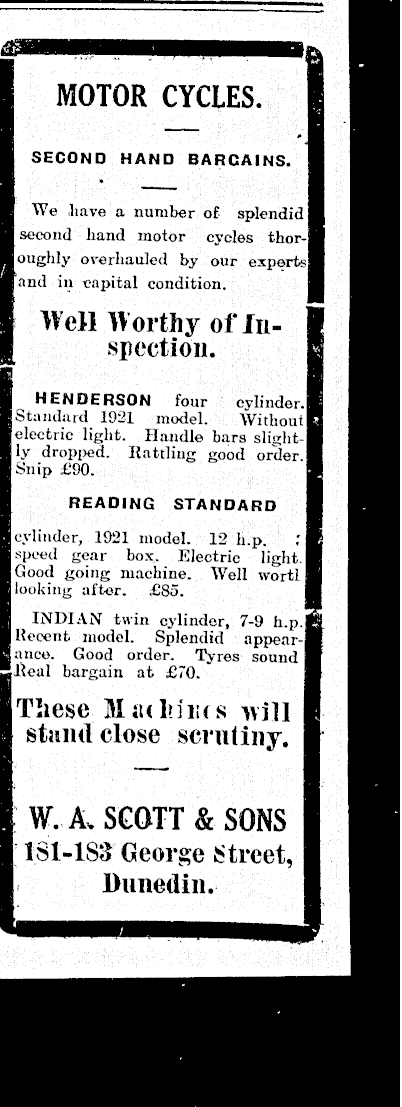 MOTOR CYCLES.
SECOND HAND BARGAINS.
We have a number of splendid
second hand motor cycles thor-
oughly overhauled by our experts
and in capital condition.
Well Worthy of In-
spection.
HENDERSON four cylinder.
Standard 1921 model. Without
electric light. Handle bars slight-
ly dropped. Rattling good order.
Snip £90.
READING STANDARD
cylinder, 1921 model. 12 h.p.
speed gear box. Electric light.
Good going machine. Well worth
looking after. £85.
INDIAN twin cylinder, 7-9 h.p.
Recent model. Splendid appear-
ance. Good order. Tyres sound
Real bargain at £70.
These Machines will
stand close scrutiny.
W. A. SCOTT & SONS
181-183 George Street,
Dunedin.